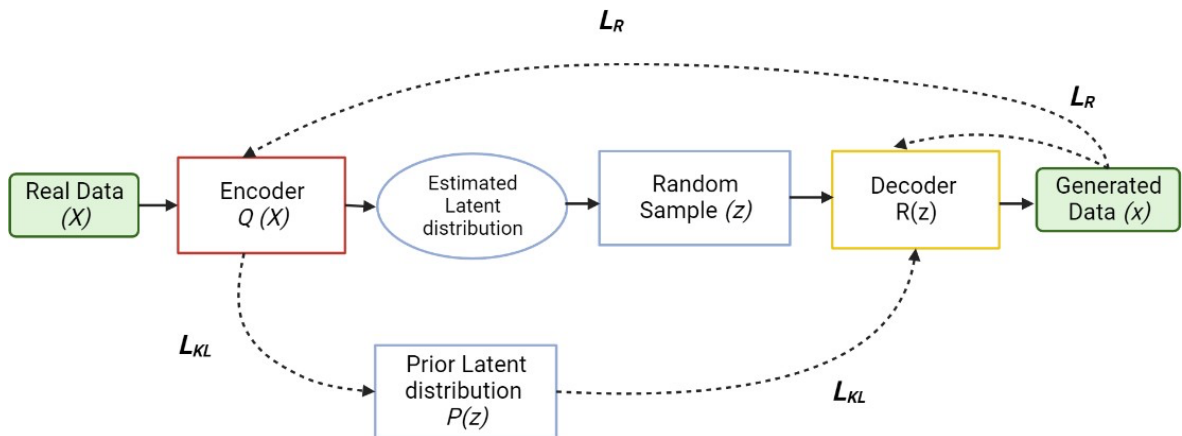 L_R
L_R
Real Data
(X)
Encoder
Q (X)
Estimated
Latent
distribution
Random
Sample (z)
Decoder
R(z)
Generated
Data (x)
L_KL
Prior Latent
distribution
P(z)
L_KL